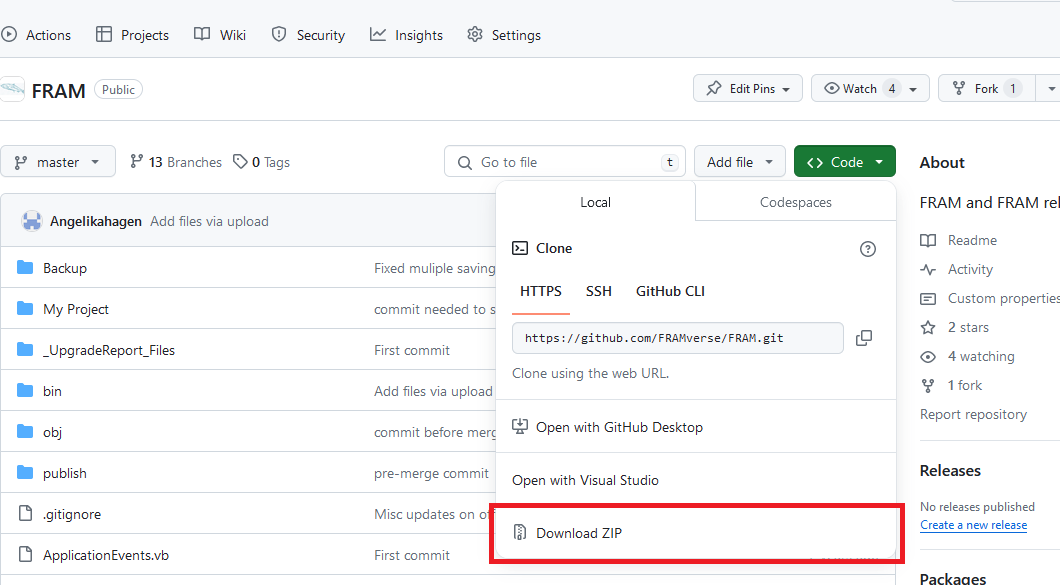 Actions Projects Wiki Security Insights Settings
FRAM Public Edit Pins Watch 4 Fork 1
master 13 Branches 0 Tags Go to file t Add file Code
Angelikahagen Add files via upload
Backup Fixed muliple saving
My Project commit needed to s
_UpgradeReport_Files First commit
bin Add files via upload
obj commit before merg
publish pre-merge commit
.gitignore Misc updates on of
ApplicationEvents.vb First commit
Local Codespaces
Clone
HTTPS SSH GitHub CLI
https://github.com/FRAMverse/FRAM.git
Clone using the web URL.
Open with GitHub Desktop
Open with Visual Studio
Download ZIP
About
FRAM and FRAM rel
Readme
Activity
Custom properties
2 stars
4 watching
1 fork
Report repository
Releases
No releases published
Create a new release
Packages